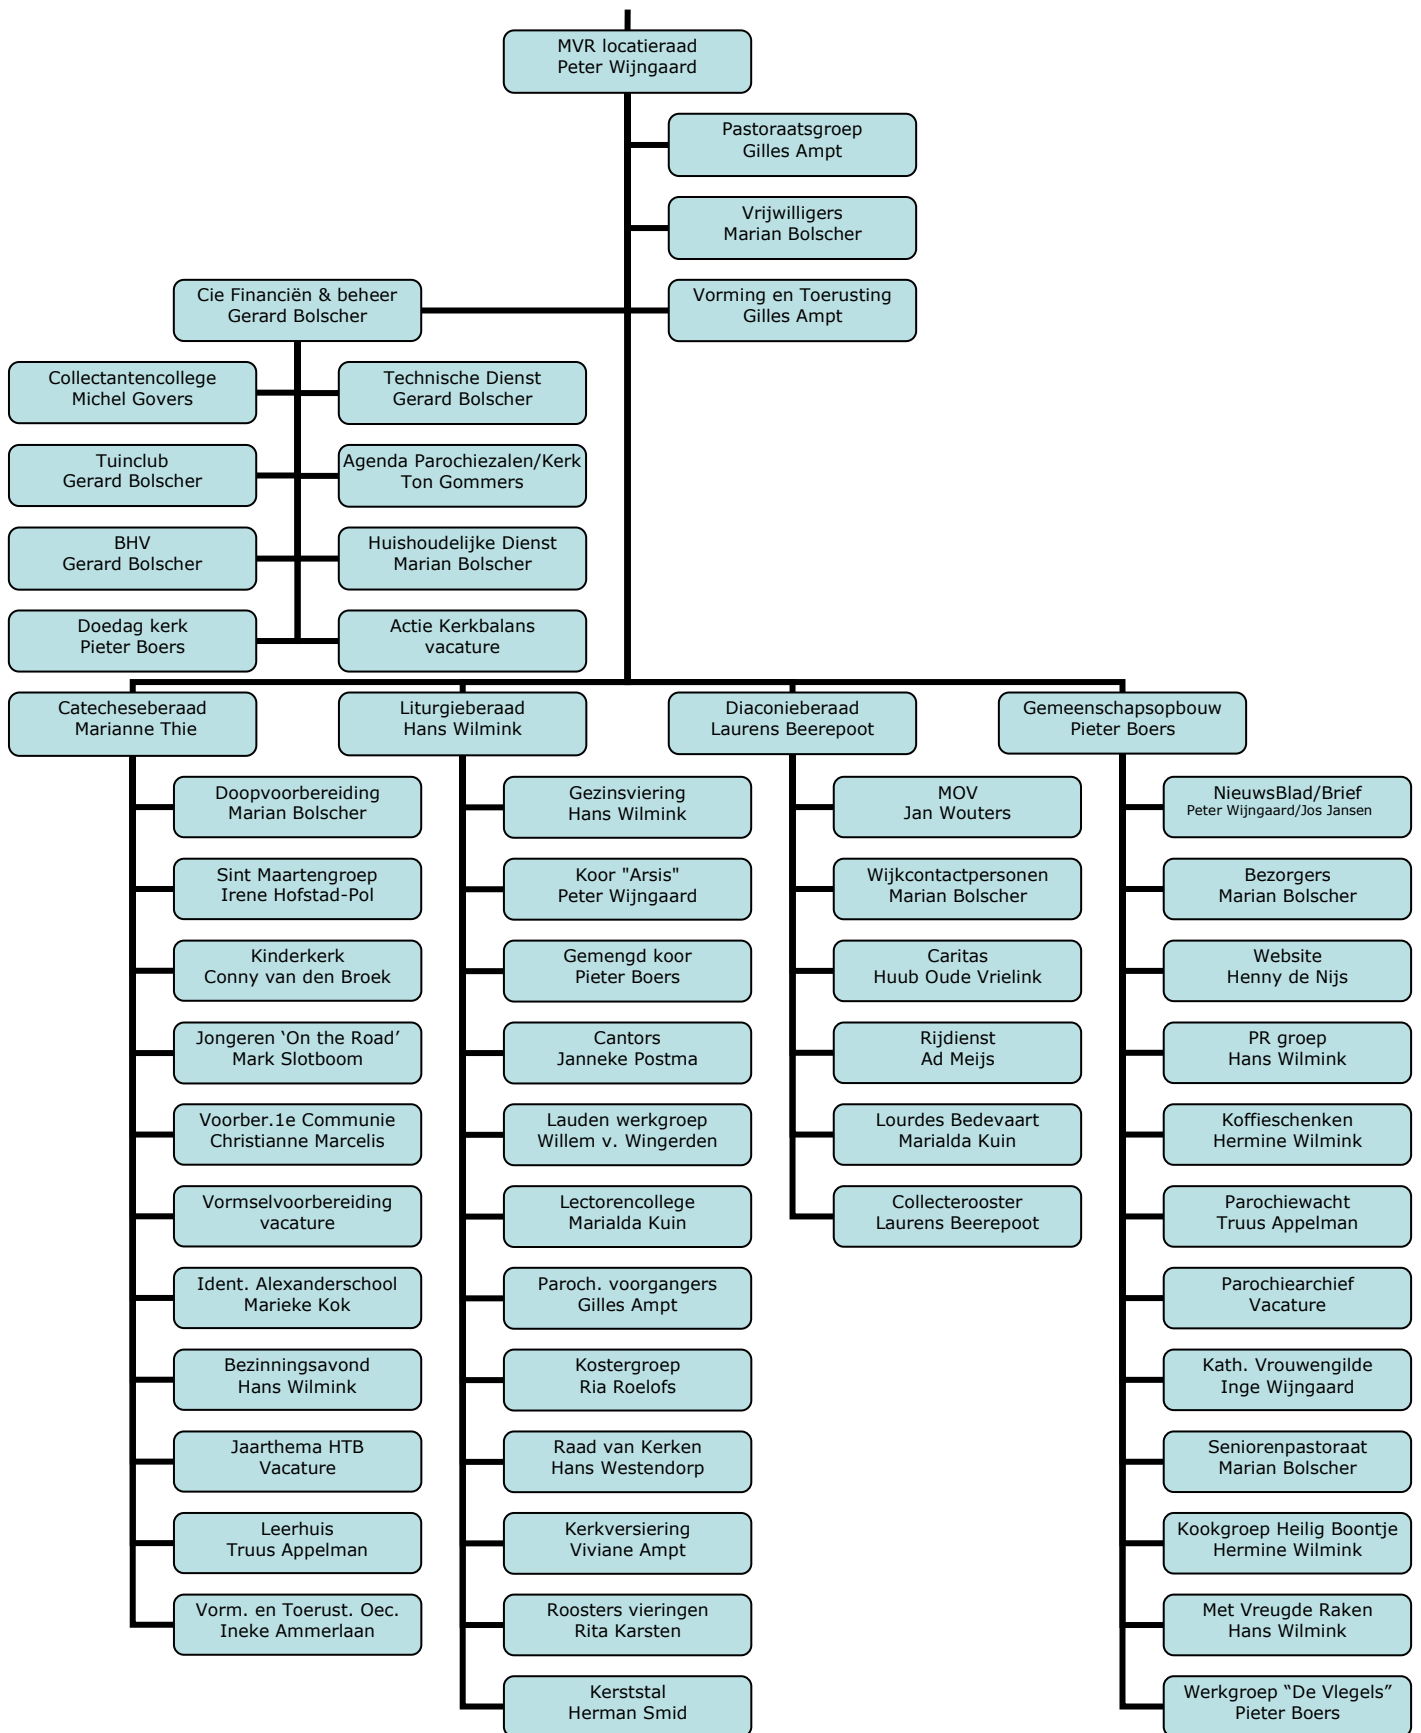 MVR locatieraad
Peter Wijngaard
Pastoraatsgroep
Gilles Ampt
Vrijwilligers
Marian Bolscher
Cie Financiën & beheer
Gerard Bolscher
Vorming en Toerusting
Gilles Ampt
Collectantencollege
Michel Govers
Technische Dienst
Gerard Bolscher
Tuinclub
Gerard Bolscher
Agenda Parochiezalen/Kerk
Ton Gommers
BHV
Gerard Bolscher
Huishoudelijke Dienst
Marian Bolscher
Doedag kerk
Pieter Boers
Actie Kerkbalans
vacature
Catecheseberaad
Marianne Thie
Liturgieberaad
Hans Wilmink
Diaconieberaad
Laurens Beerepoot
Gemeenschapsopbouw
Pieter Boers
Doopvoorbereiding
Marian Bolscher
Sint Maartengroep
Irene Hofstad-Pol
Kinderkerk
Conny van den Broek
Jongeren ‘On the Road’
Mark Slotboom
Voorber.1e Communie
Christianne Marcelis
Vormselvoorbereiding
vacature
Ident. Alexanderschool
Marieke Kok
Bezinningsavond
Hans Wilmink
Jaarthema HTB
Vacature
Leerhuis
Truus Appelman
Vorm. en Toerust. Oec.
Ineke Ammerlaan
Gezinsviering
Hans Wilmink
Koor "Arsis"
Peter Wijngaard
Gemengd koor
Pieter Boers
Cantors
Janneke Postma
Lauden werkgroep
Willem v. Wingerden
Lectorencollege
Marialda Kuin
Paroch. voorgangers
Gilles Ampt
Kostergroep
Ria Roelofs
Raad van Kerken
Hans Westendorp
Kerkversiering
Viviane Ampt
Roosters vieringen
Rita Karsten
Kerststal
Herman Smid
MOV
Jan Wouters
Wijkcontactpersonen
Marian Bolscher
Caritas
Huub Oude Vrielink
Rijdienst
Ad Meijs
Lourdes Bedevaart
Marialda Kuin
Collecterooster
Laurens Beerepoot
NieuwsBlad/Brief
Peter Wijngaard/Jos Jansen
Bezorgers
Marian Bolscher
Website
Henny de Nijs
PR groep
Hans Wilmink
Koffieschenken
Hermine Wilmink
Parochiewacht
Truus Appelman
Parochiearchief
Vacature
Kath. Vrouwengilde
Inge Wijngaard
Seniorenpastoraat
Marian Bolscher
Kookgroep Heilig Boontje
Hermine Wilmink
Met Vreugde Raken
Hans Wilmink
Werkgroep “De Vlegels”
Pieter Boers